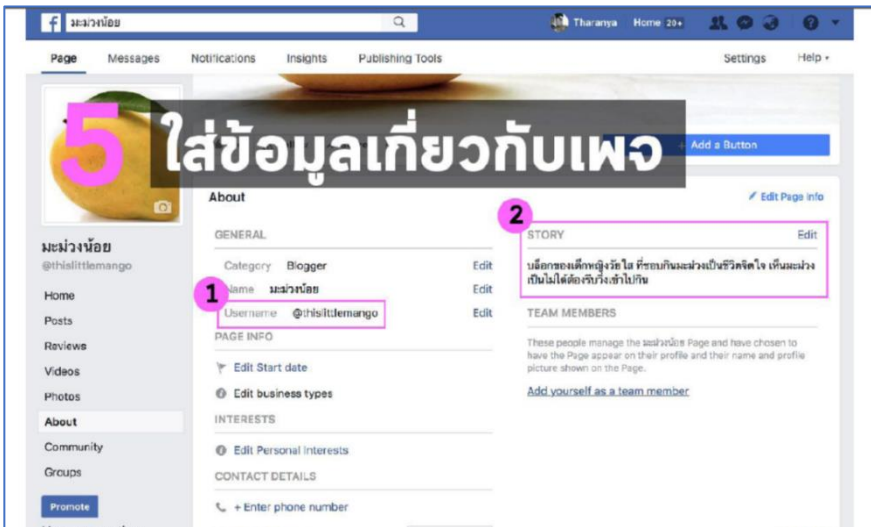 มะม่วงน้อย
Tharanya Home 20+
Page Messages Notifications Insights Publishing Tools Settings Help
5 ใส่ข้อมูลเกี่ยวกับเพจ
+ Add a Button
About
Edit Page Info
มะม่วงน้อย
@thislittlemango
Home
Posts
Reviews
Videos
Photos
About
Community
Groups
Promote
GENERAL
Category Blogger Edit
1
Name มะม่วงน้อย Edit
Username @thislittlemango Edit
PAGE INFO
Edit Start date
Edit business types
INTERESTS
Edit Personal Interests
CONTACT DETAILS
+ Enter phone number
2
STORY Edit
บล็อกของเด็กหญิงวัยใส ที่ชอบกินมะม่วงเป็นชีวิตจิตใจ เห็นมะม่วง
เป็นไม่ได้ต้องรีบวิ่งเข้าไปกิน
TEAM MEMBERS
These people manage the มะม่วงน้อย Page and have chosen to
have the Page appear on their profile and their name and profile
picture shown on the Page.
Add yourself as a team member